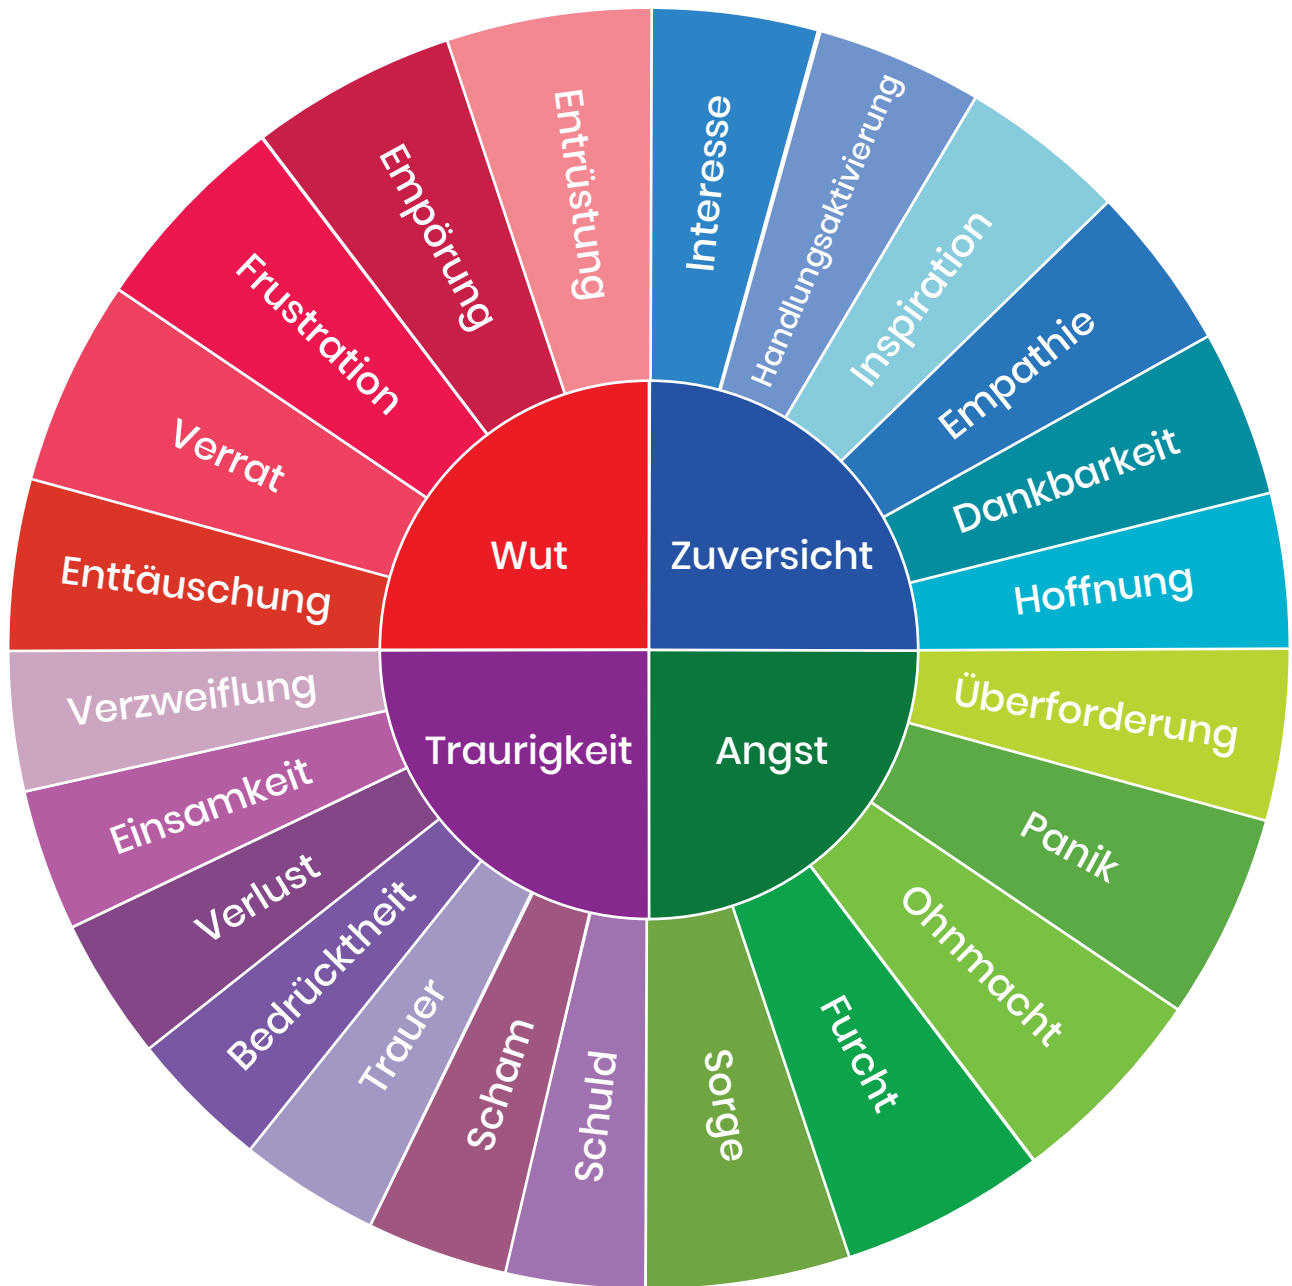 Wut
Zuversicht
Traurigkeit
Angst
Interesse
Handlungsaktivierung
Inspiration
Empathie
Dankbarkeit
Hoffnung
Überforderung
Panik
Ohnmacht
Furcht
Sorge
Schuld
Scham
Trauer
Bedrücktheit
Verlust
Einsamkeit
Verzweiflung
Enttäuschung
Verrat
Frustration
Empörung
Entrüstung